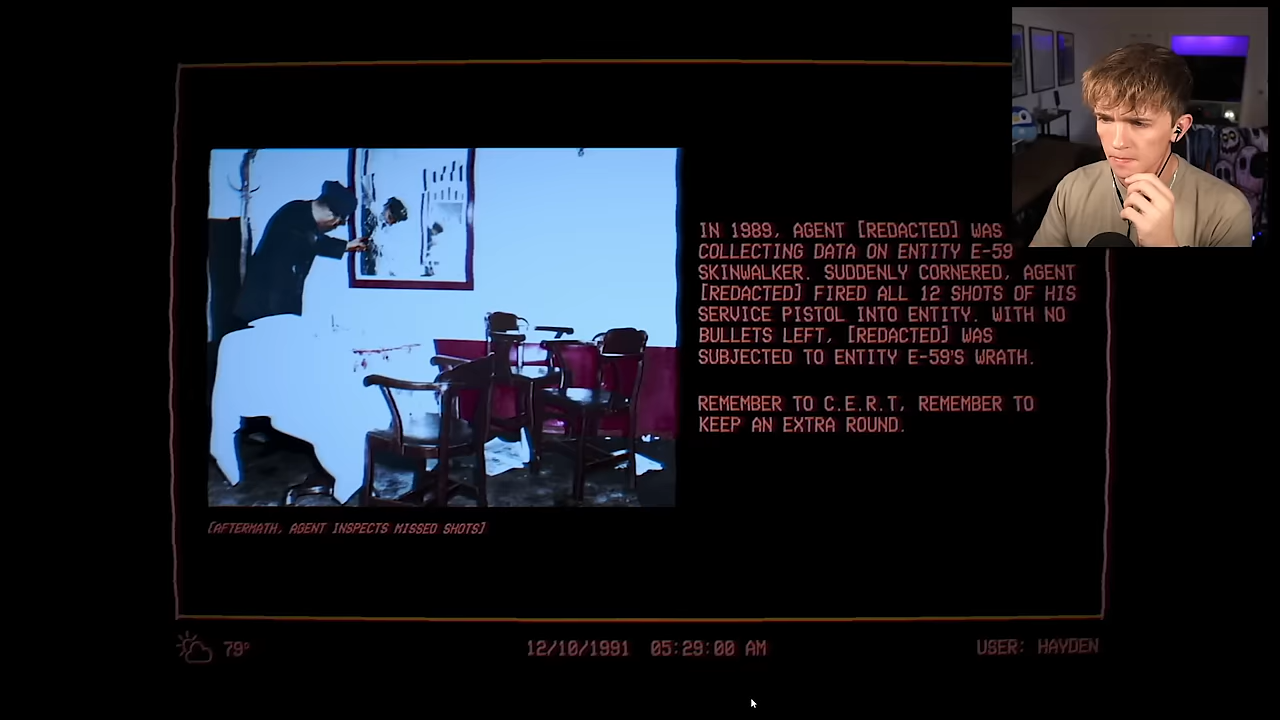 IN 1989, AGENT [REDACTED] WAS
COLLECTING DATA ON ENTITY E-59
SKINWALKER. SUDDENLY CORNERED, AGENT
[REDACTED] FIRED ALL 12 SHOTS OF HIS
SERVICE PISTOL INTO ENTITY. WITH NO
BULLETS LEFT, [REDACTED] WAS
SUBJECTED TO ENTITY E-59'S WRATH.
REMEMBER TO C.E.R.T, REMEMBER TO
KEEP AN EXTRA ROUND.
[AFTERMATH, AGENT INSPECTS MISSED SHOTS]
79°
12/10/1991 05:29:00 AM
USER: HAYDEN